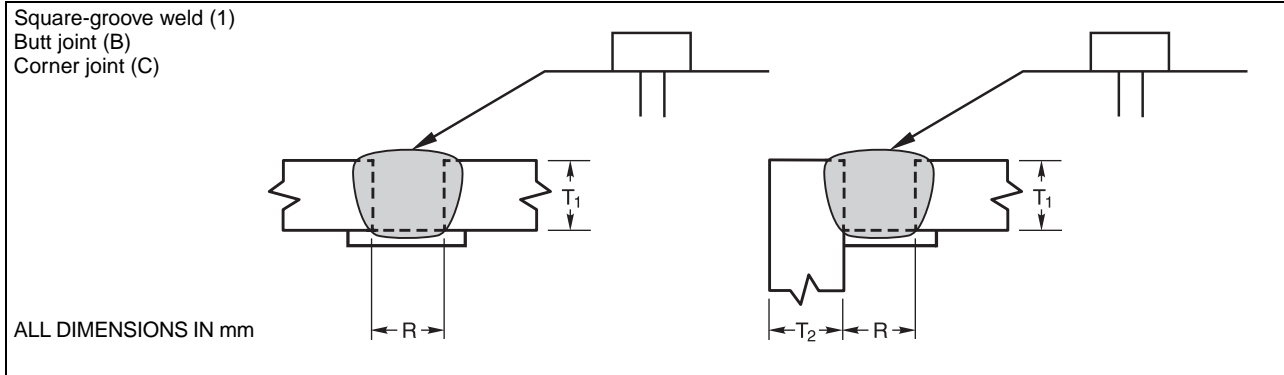 Square-groove weld (1)
Butt joint (B)
Corner joint (C)
T1
T1
ALL DIMENSIONS IN mm
R
T2
R